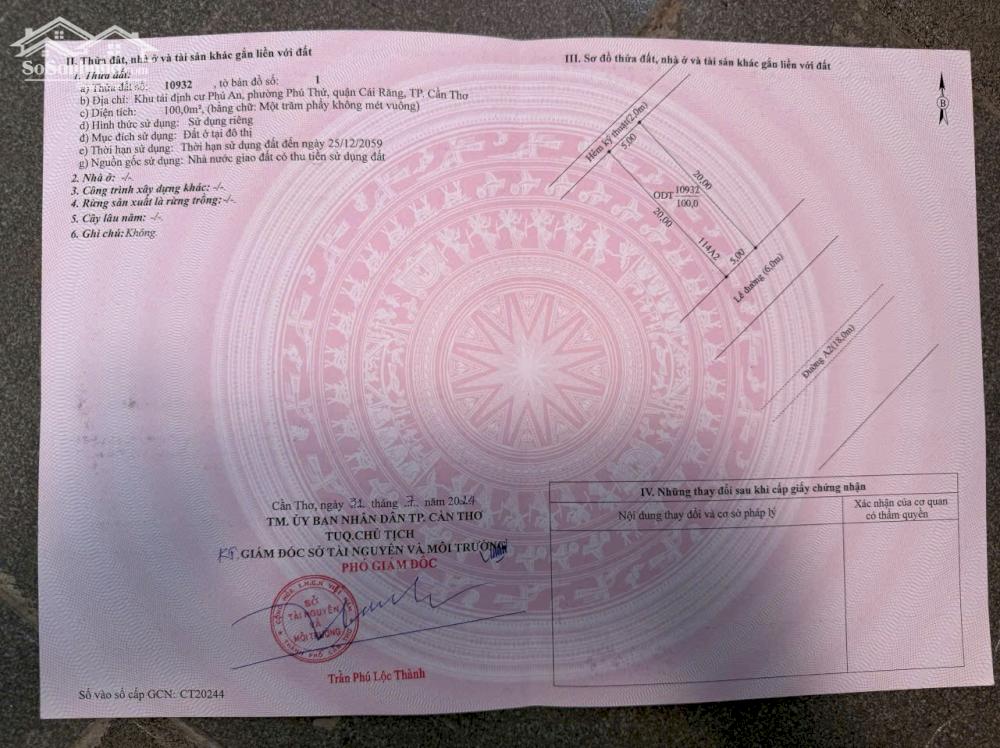 SoSoNhaDat.com
II. Thửa đất, nhà ở và tài sản khác gắn liền với đất
1. Thửa đất:
a) Thửa đất số: 10932 , tờ bản đồ số: 1
b) Địa chỉ: Khu tái định cư Phú An, phường Phú Thứ, quận Cái Răng, TP. Cần Thơ
c) Diện tích: 100,0m², (bằng chữ: Một trăm phẩy không mét vuông)
d) Hình thức sử dụng: Sử dụng riêng
đ) Mục đích sử dụng: Đất ở tại đô thị
e) Thời hạn sử dụng: Thời hạn sử dụng đất đến ngày 25/12/2059
g) Nguồn gốc sử dụng: Nhà nước giao đất có thu tiền sử dụng đất
2. Nhà ở: -/-
3. Công trình xây dựng khác: -/-
4. Rừng sản xuất là rừng trồng: -/-
5. Cây lâu năm: -/-
6. Ghi chú: Không.
Cần Thơ, ngày 31 tháng 7 năm 2024
TM. ỦY BAN NHÂN DÂN TP. CẦN THƠ
TUQ.CHỦ TỊCH
KT. GIÁM ĐỐC SỞ TÀI NGUYÊN VÀ MÔI TRƯỜNG
PHÓ GIÁM ĐỐC
SỞ
TÀI NGUYÊN
VÀ
MÔI TRƯỜNG
Trần Phú Lộc Thành
Số vào sổ cấp GCN: CT20244
III. Sơ đồ thửa đất, nhà ở và tài sản khác gắn liền với đất
B
Hẻm kỹ thuật(2,0m)
5,00
20,00
ODT 10932
100,0
20,00
114A2
5,00
Lề đường (6,0m)
Đường A2(18,0m)
IV. Những thay đổi sau khi cấp giấy chứng nhận
Nội dung thay đổi và cơ sở pháp lý
Xác nhận của cơ quan
có thẩm quyền